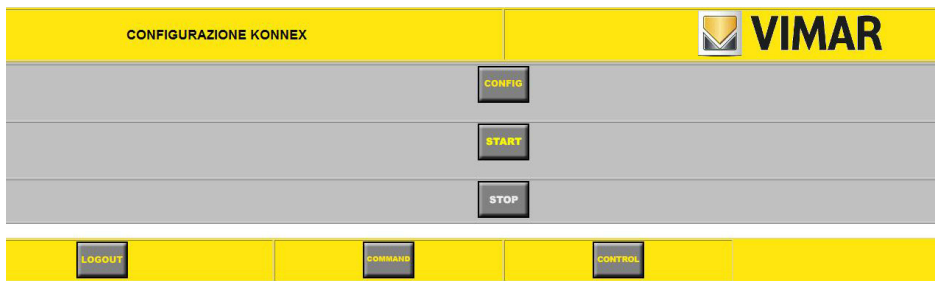 CONFIGURAZIONE KONNEX
VIMAR
CONFIG
START
STOP
LOGOUT
COMMAND
CONTROL